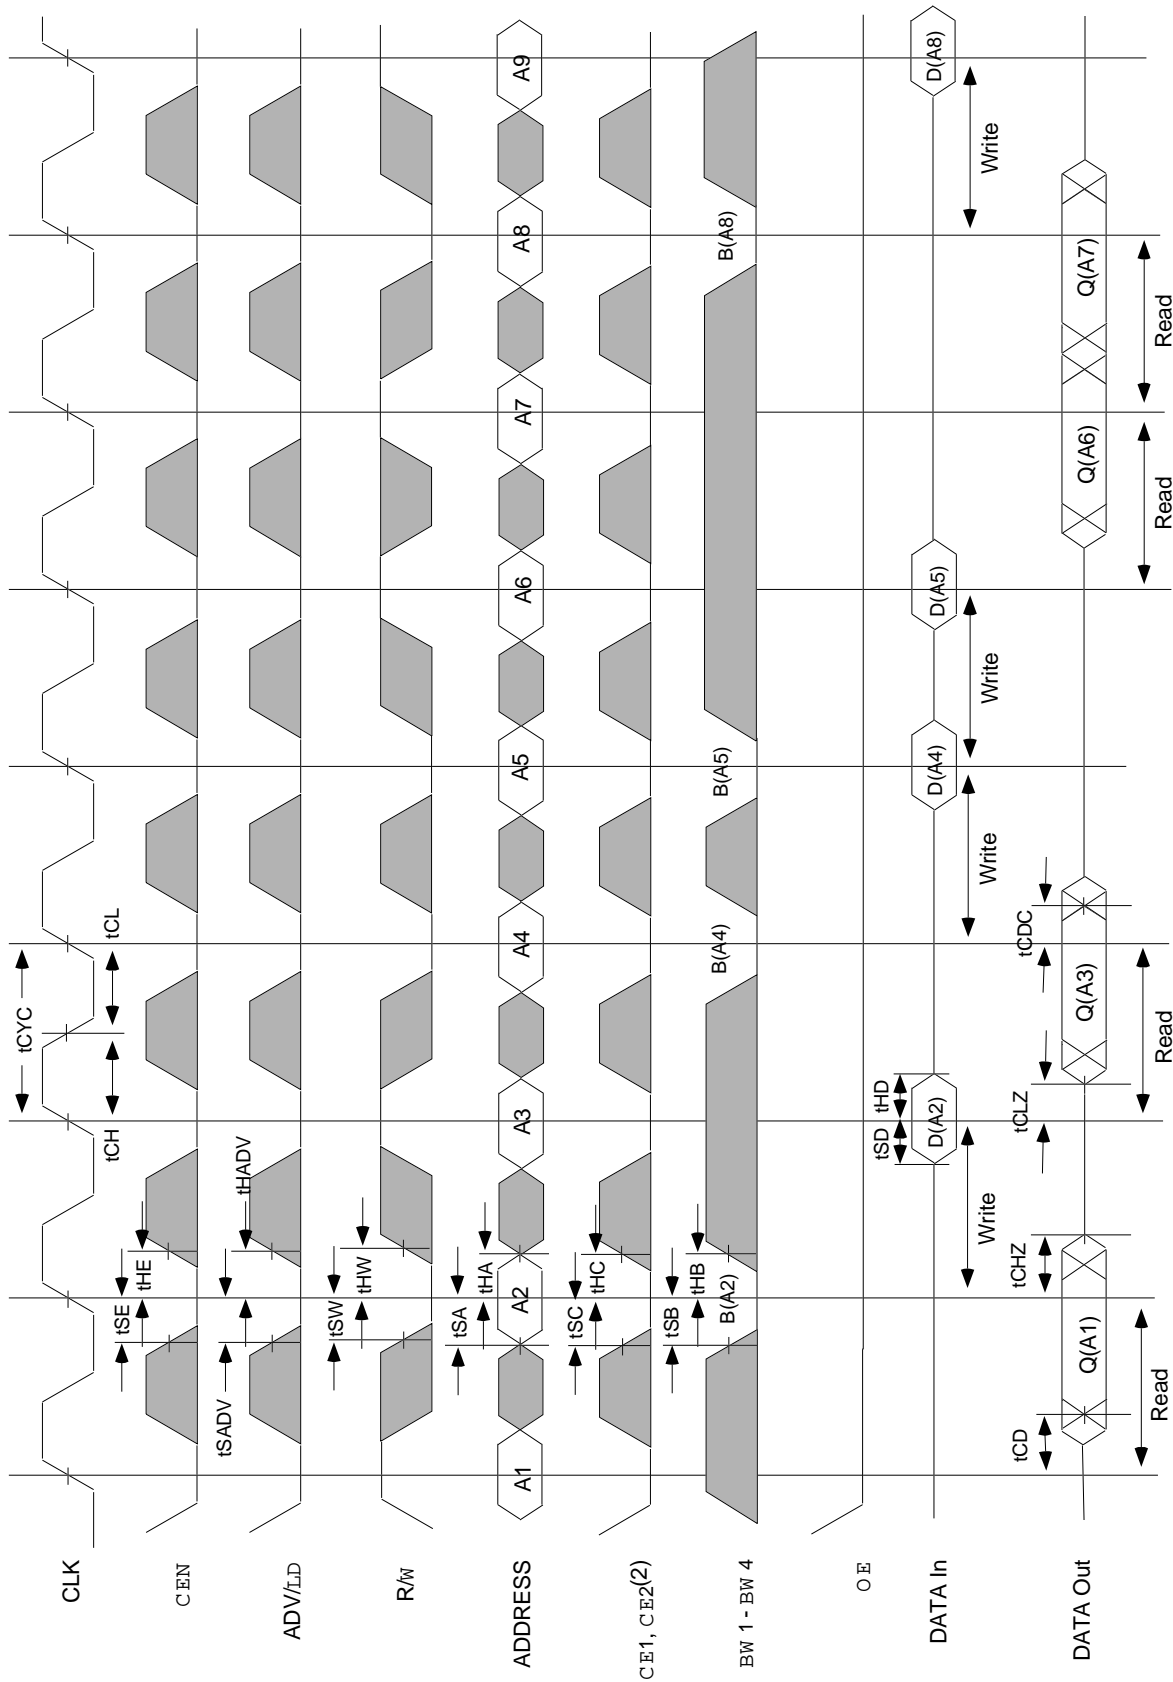 tCYC
tCH
tCL
CLK
tSE
tHE
CEN
tSADV
tHADV
ADV/LD
tSW
tHW
R/W
tSA
tHA
ADDRESS
A1
A2
A3
A4
A5
A6
A7
A8
A9
tSC
tHC
CE1, CE2(2)
tSB
tHB
B(A2)
B(A4)
B(A5)
B(A8)
BW 1 - BW 4
OE
tSD
tHD
DATA In
D(A2)
D(A4)
D(A5)
D(A8)
Write
Write
Write
Write
tCD
tCHZ
tCLZ
tCDC
DATA Out
Q(A1)
Q(A3)
Q(A6)
Q(A7)
Read
Read
Read
Read